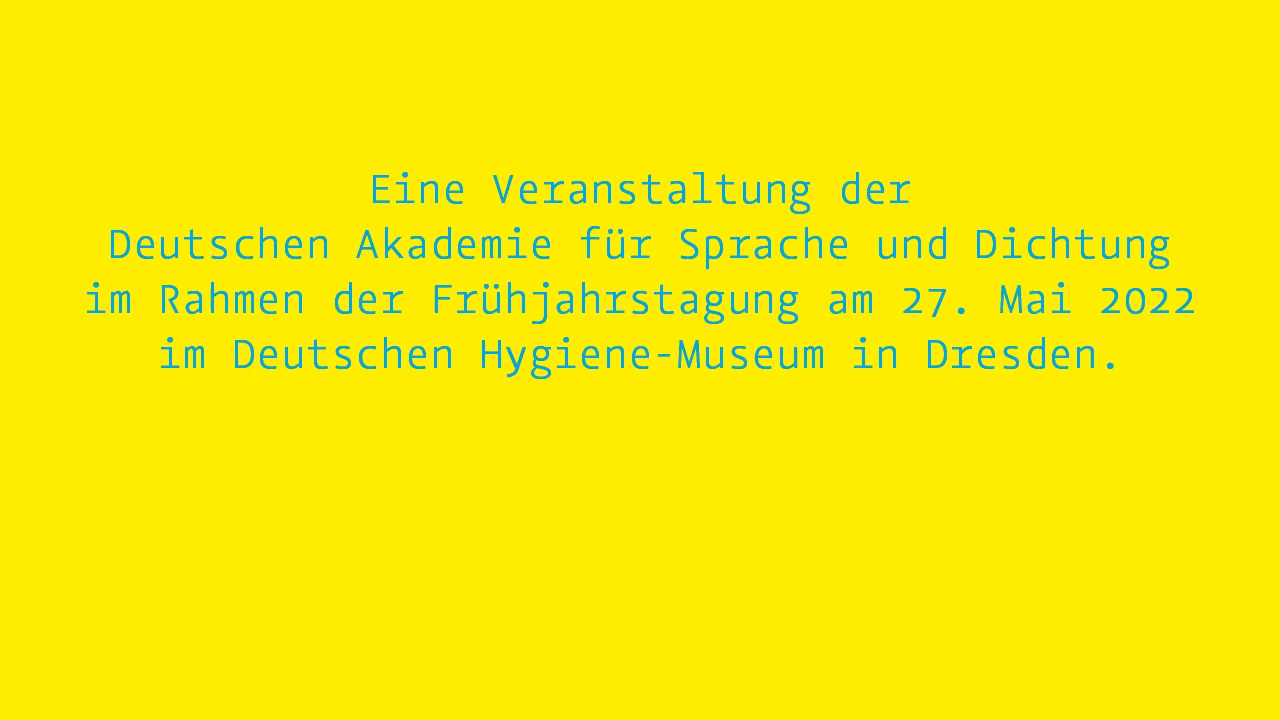 Eine Veranstaltung der
Deutschen Akademie für Sprache und Dichtung
im Rahmen der Frühjahrstagung am 27. Mai 2022
im Deutschen Hygiene-Museum in Dresden.